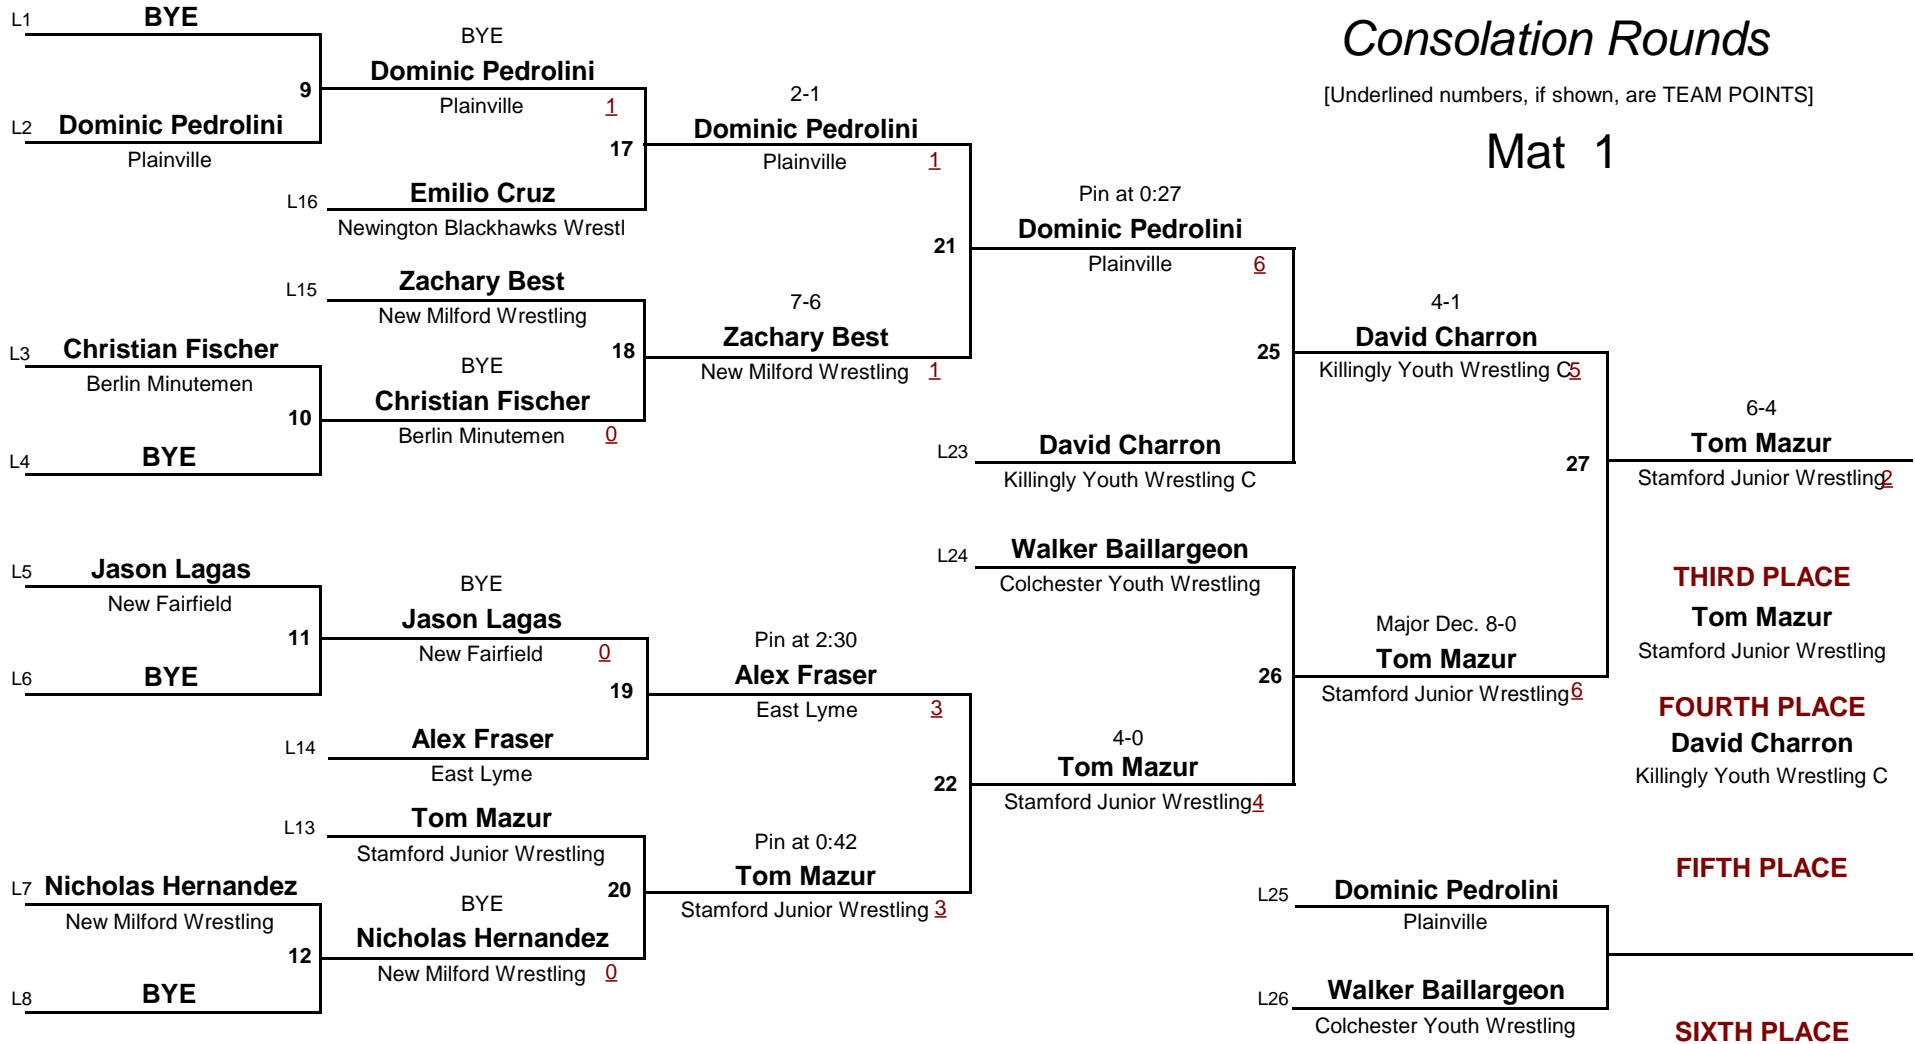 Consolation Rounds
[Underlined numbers, if shown, are TEAM POINTS]
Mat 1
L1 BYE
9
L2 Dominic Pedrolini
Plainville
BYE
Dominic Pedrolini
Plainville 1
17
L16 Emilio Cruz
Newington Blackhawks Wrestl
L15 Zachary Best
New Milford Wrestling
18
L3 Christian Fischer
Berlin Minutemen
10
L4 BYE
BYE
Christian Fischer
Berlin Minutemen 0
2-1
Dominic Pedrolini
Plainville 1
21
7-6
Zachary Best
New Milford Wrestling 1
Pin at 0:27
Dominic Pedrolini
Plainville 6
25
L23 David Charron
Killingly Youth Wrestling C
4-1
David Charron
Killingly Youth Wrestling C 5
27
6-4
Tom Mazur
Stamford Junior Wrestling 2
L5 Jason Lagas
New Fairfield
11
L6 BYE
BYE
Jason Lagas
New Fairfield 0
19
L14 Alex Fraser
East Lyme
L13 Tom Mazur
Stamford Junior Wrestling
20
L7 Nicholas Hernandez
New Milford Wrestling
12
L8 BYE
BYE
Nicholas Hernandez
New Milford Wrestling 0
Pin at 2:30
Alex Fraser
East Lyme 3
22
Pin at 0:42
Tom Mazur
Stamford Junior Wrestling 3
L24 Walker Baillargeon
Colchester Youth Wrestling
26
4-0
Tom Mazur
Stamford Junior Wrestling 4
Major Dec. 8-0
Tom Mazur
Stamford Junior Wrestling 6
THIRD PLACE
Tom Mazur
Stamford Junior Wrestling
FOURTH PLACE
David Charron
Killingly Youth Wrestling C
FIFTH PLACE
L25 Dominic Pedrolini
Plainville
L26 Walker Baillargeon
Colchester Youth Wrestling
SIXTH PLACE